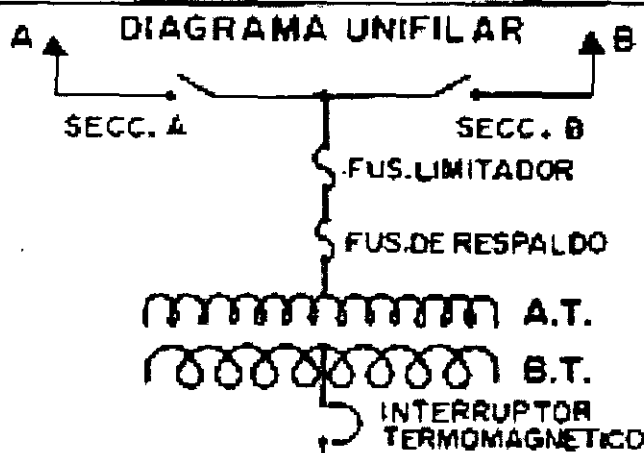 DIAGRAMA UNIFILAR
A
B
SECC. A
SECC. B
FUS.LIMITADOR
FUS.DE RESPALDO
A.T.
B.T.
INTERRUPTOR
TERMOMAGNETICO